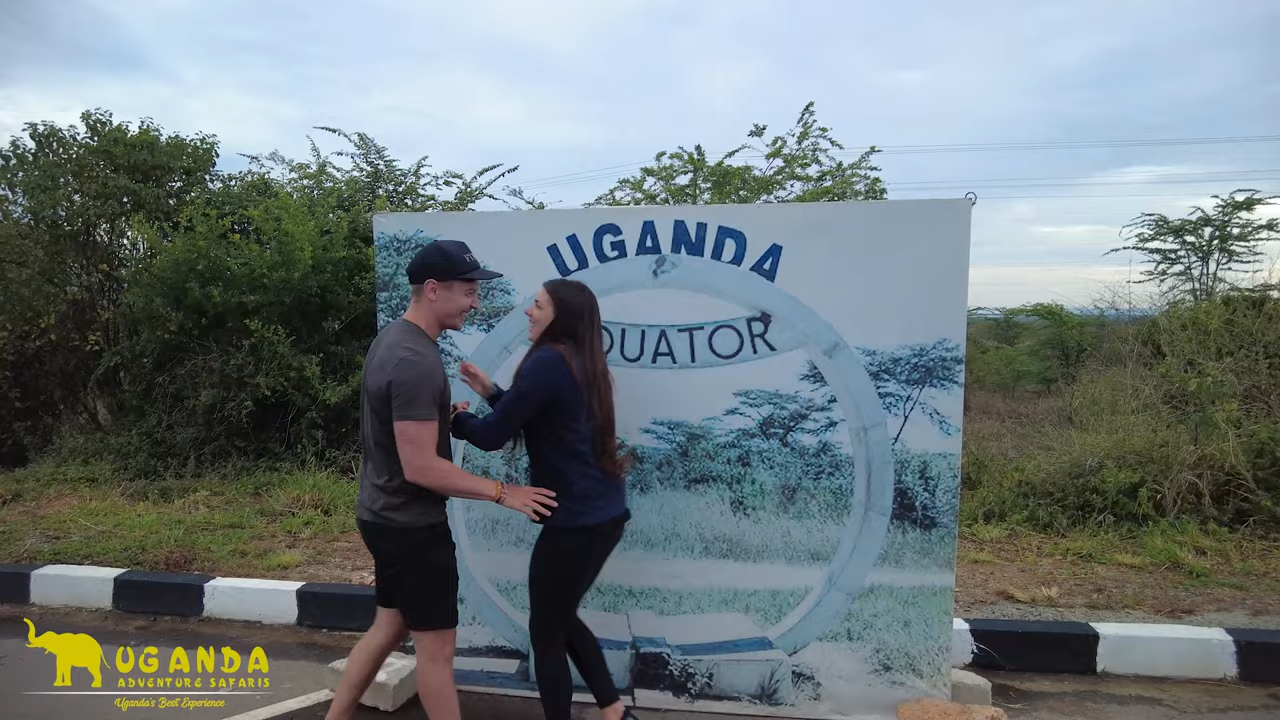 UGANDA
QUATOR
UGANDA
ADVENTURE SAFARIS
Uganda's Best Experience